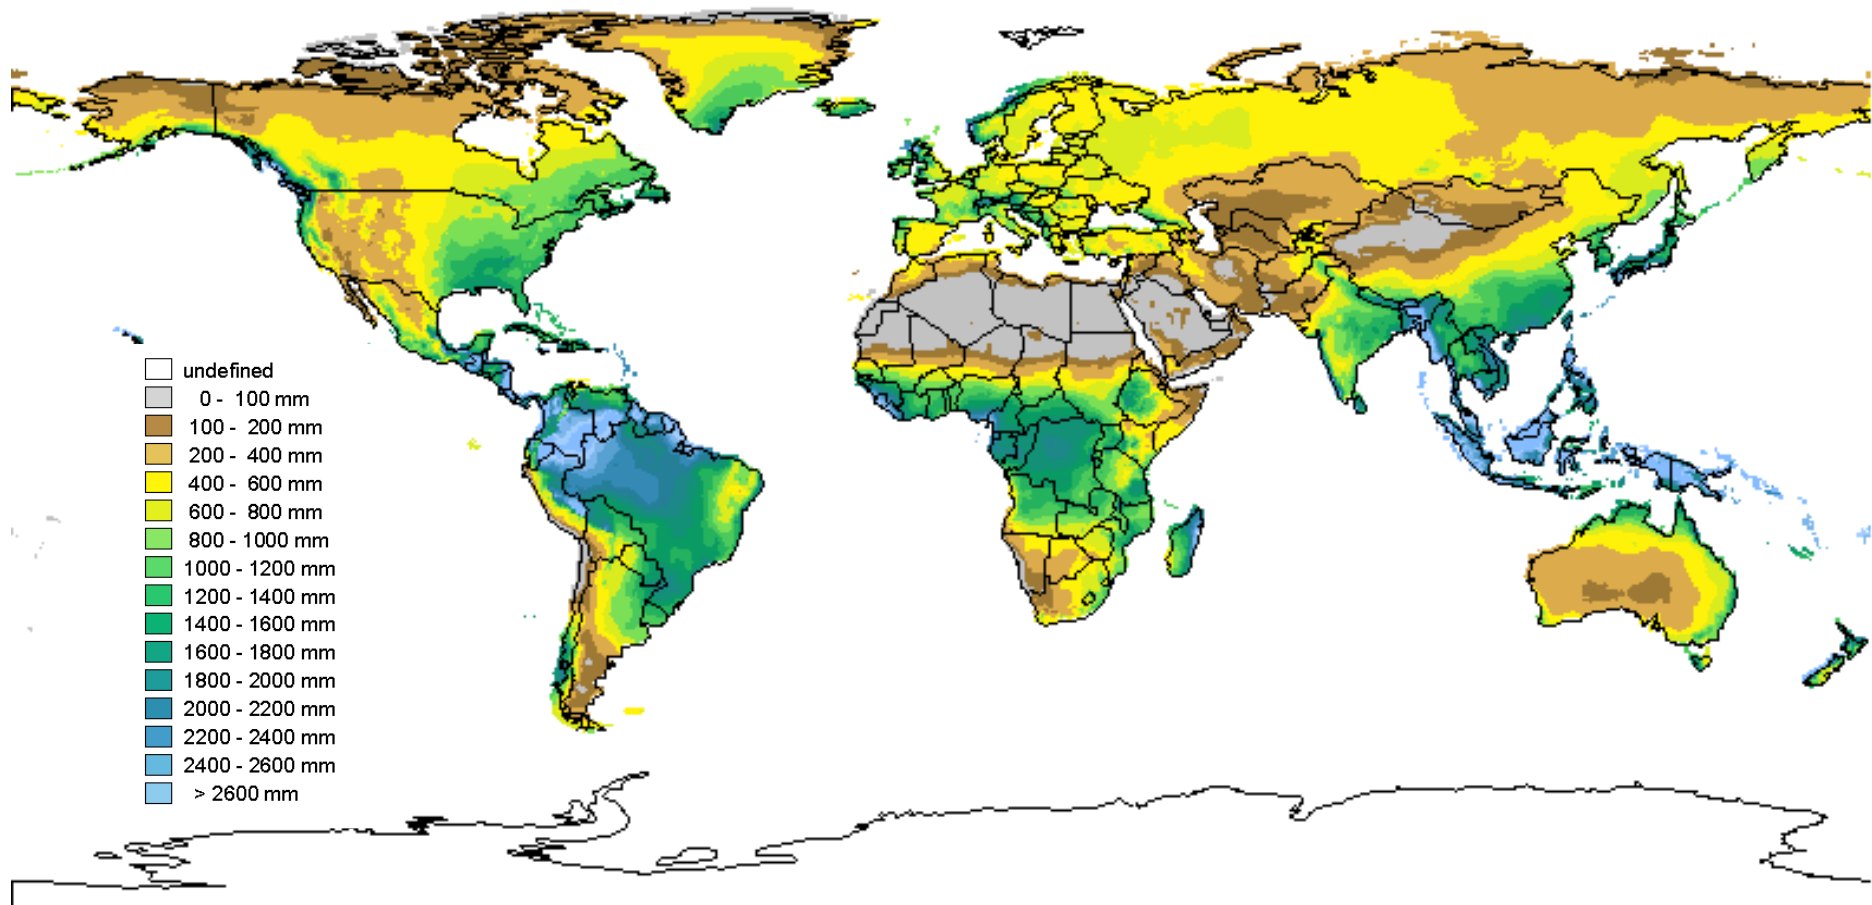 undefined
0 - 100 mm
100 - 200 mm
200 - 400 mm
400 - 600 mm
600 - 800 mm
800 - 1000 mm
1000 - 1200 mm
1200 - 1400 mm
1400 - 1600 mm
1600 - 1800 mm
1800 - 2000 mm
2000 - 2200 mm
2200 - 2400 mm
2400 - 2600 mm
> 2600 mm